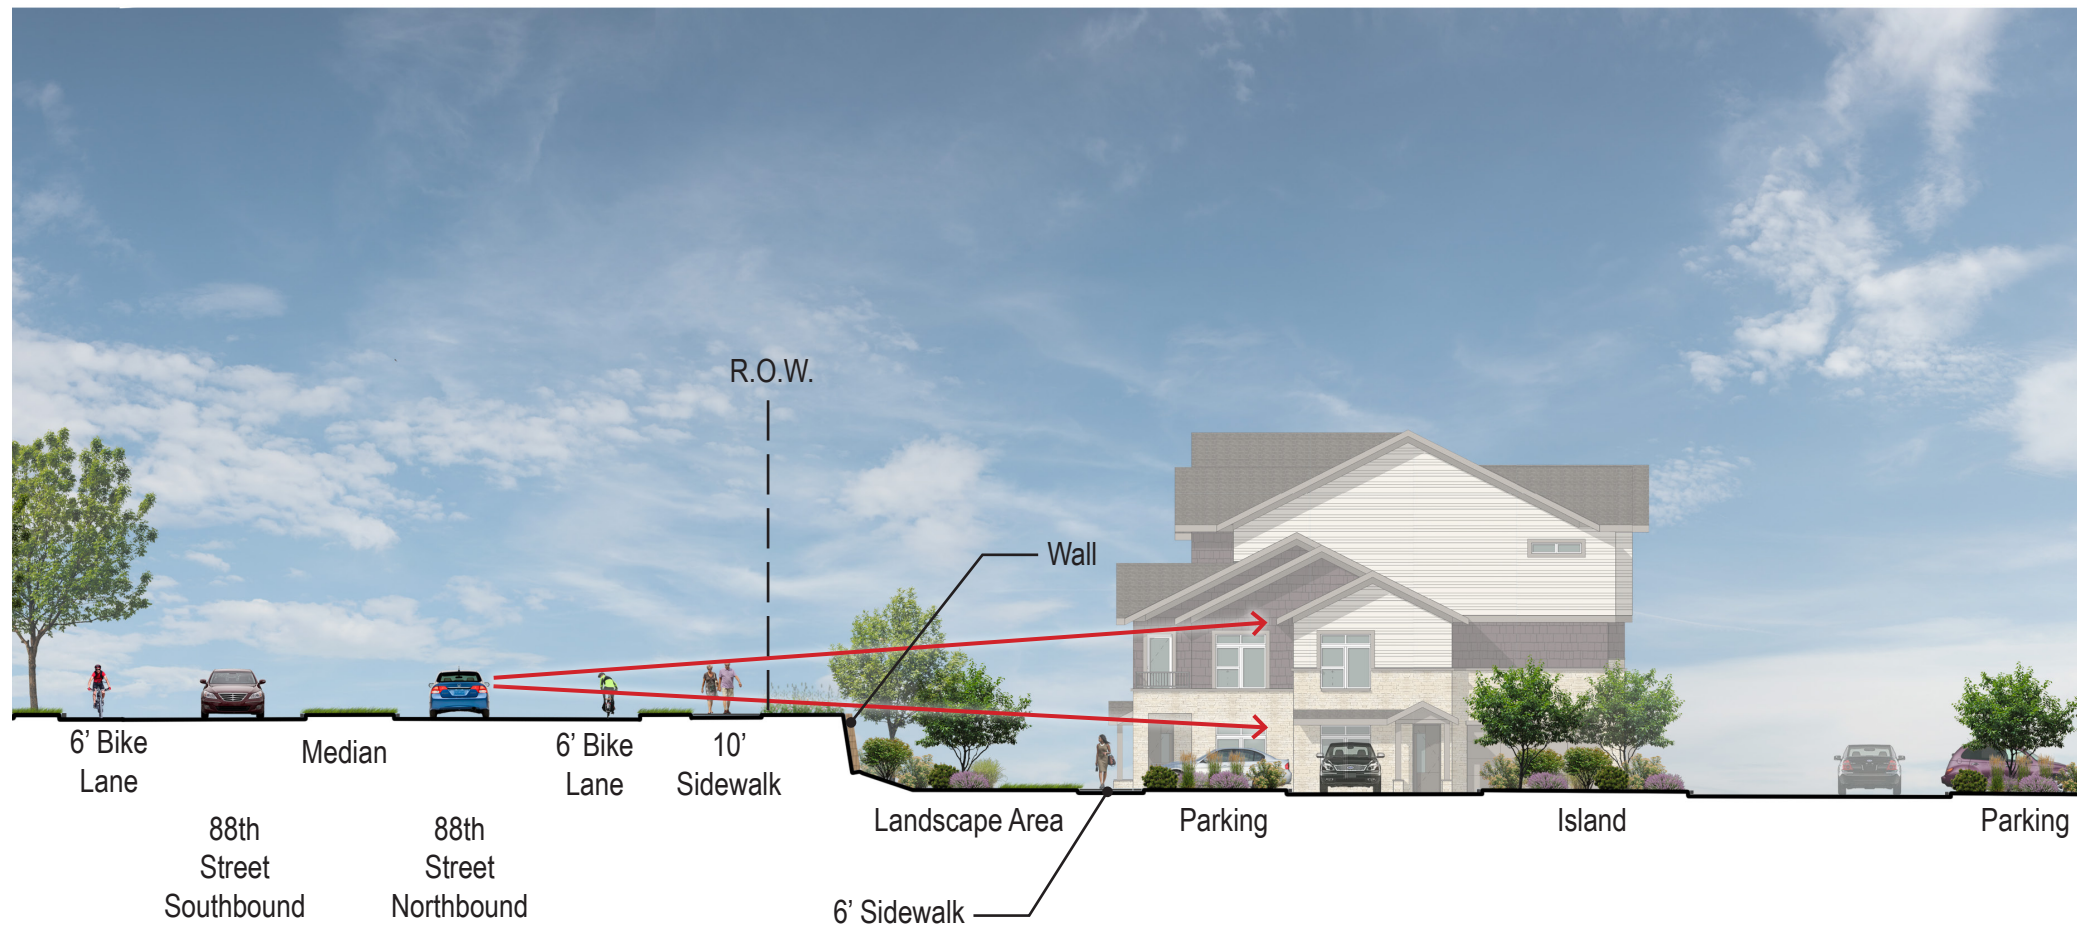 R.O.W.
Wall
6’ Bike
Lane
Median
6’ Bike
Lane
10’
Sidewalk
Landscape Area
Parking
Island
Parking
88th
Street
Southbound
88th
Street
Northbound
6’ Sidewalk